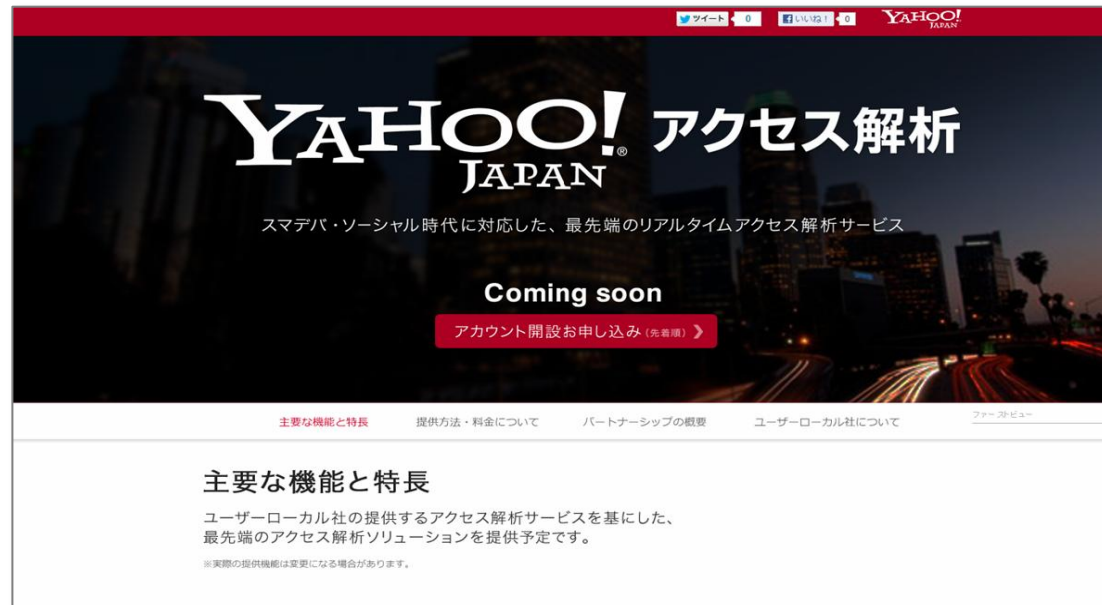 ツイート 0 いいね! 0 YAHOO! JAPAN
YAHOO!® JAPAN アクセス解析
スマデバ・ソーシャル時代に対応した、最先端のリアルタイムアクセス解析サービス
Coming soon
アカウント開設お申し込み (先着順) 》
主要な機能と特長 提供方法・料金について パートナーシップの概要 ユーザーローカル社について ファーストビュー
主要な機能と特長
ユーザーローカル社の提供するアクセス解析サービスを基にした、
最先端のアクセス解析ソリューションを提供予定です。
※実際の提供機能は変更になる場合があります。